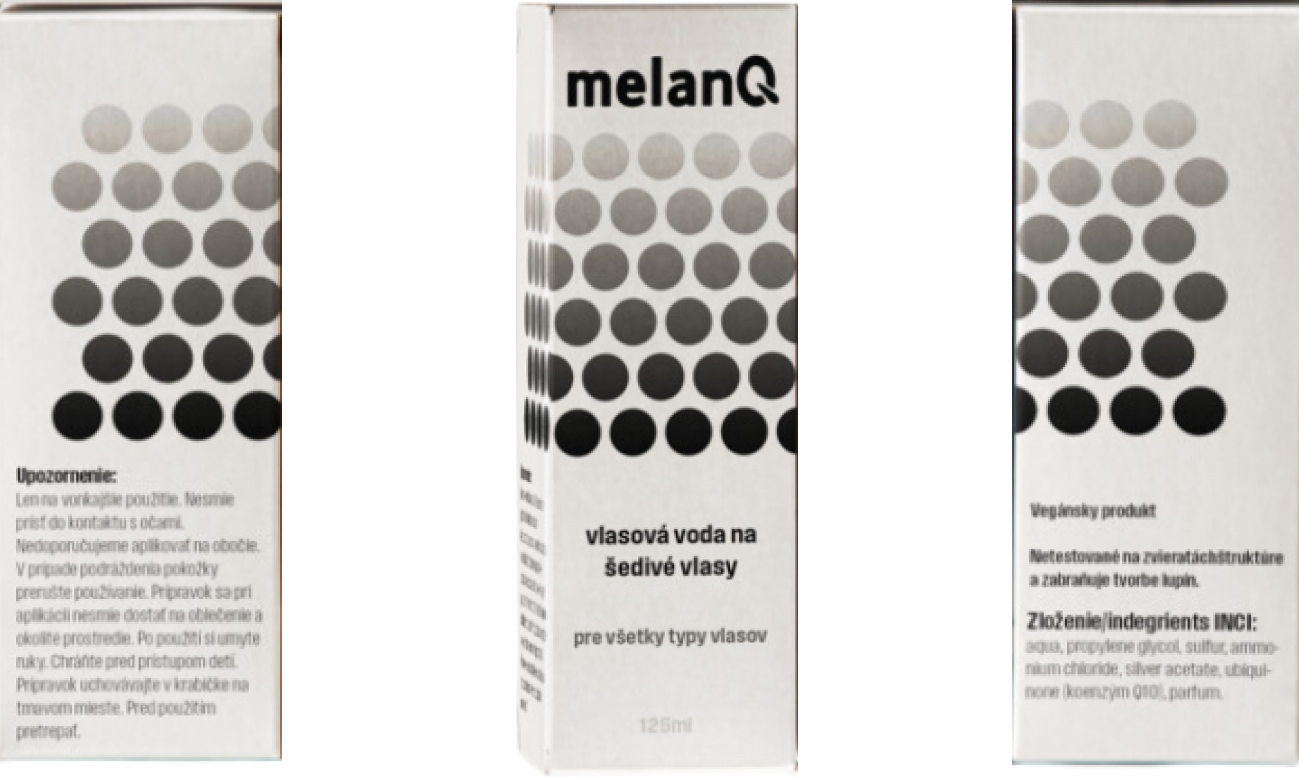 Upozornenie:
Len na vonkajšie použitie. Nesmie
prísť do kontaktu s očami.
Nedoporučujeme aplikovať na obočie.
V prípade podráždenia pokožky
prerušte používanie. Prípravok sa pri
aplikácii nesmie dostať na oblečenie a
okolité prostredie. Po použití si umyte
ruky. Chráňte pred prístupom detí.
Prípravok uchovávajte v krabičke na
tmavom mieste. Pred použitím
pretrepať.
melanQ
vlasová voda na
šedivé vlasy
pre všetky typy vlasov
125ml
Vegánsky produkt
Netestované na zvieratáchštruktúre
a zabraňuje tvorbe lupín.
Zloženie/indegrients INCI:
aqua, propylene glycol, sulfur, ammo-
nium chloride, silver acetate, ubiqui-
none (koenzým Q10), parfum.